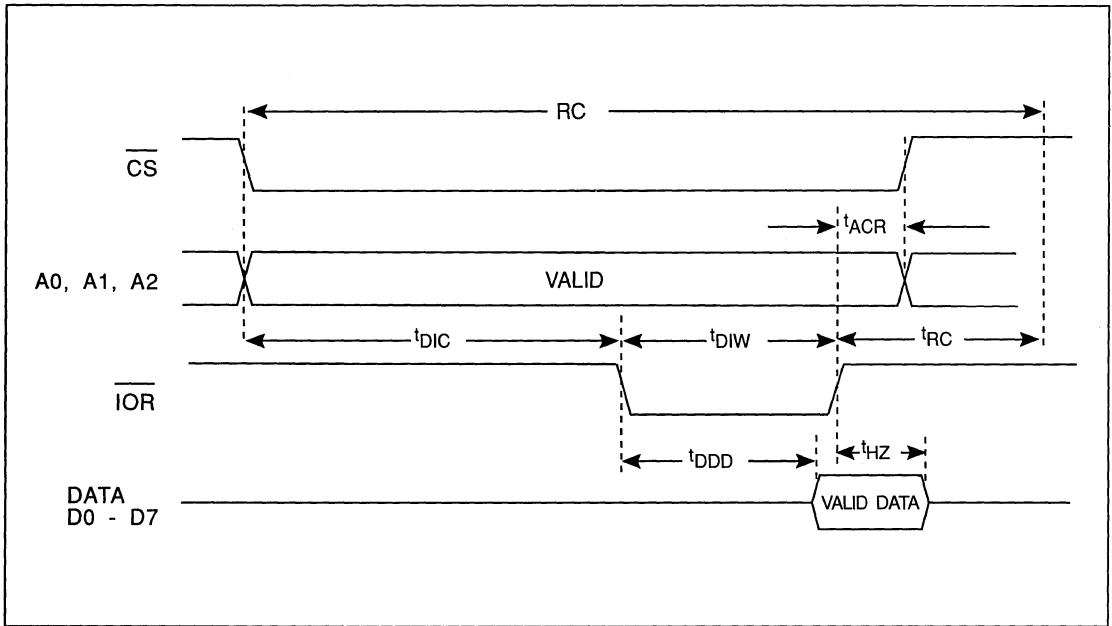 RC
CS
tACR
A0, A1, A2
VALID
tDIC
tDIW
tRC
IOR
tDDD
tHZ
DATA
D0 - D7
VALID DATA